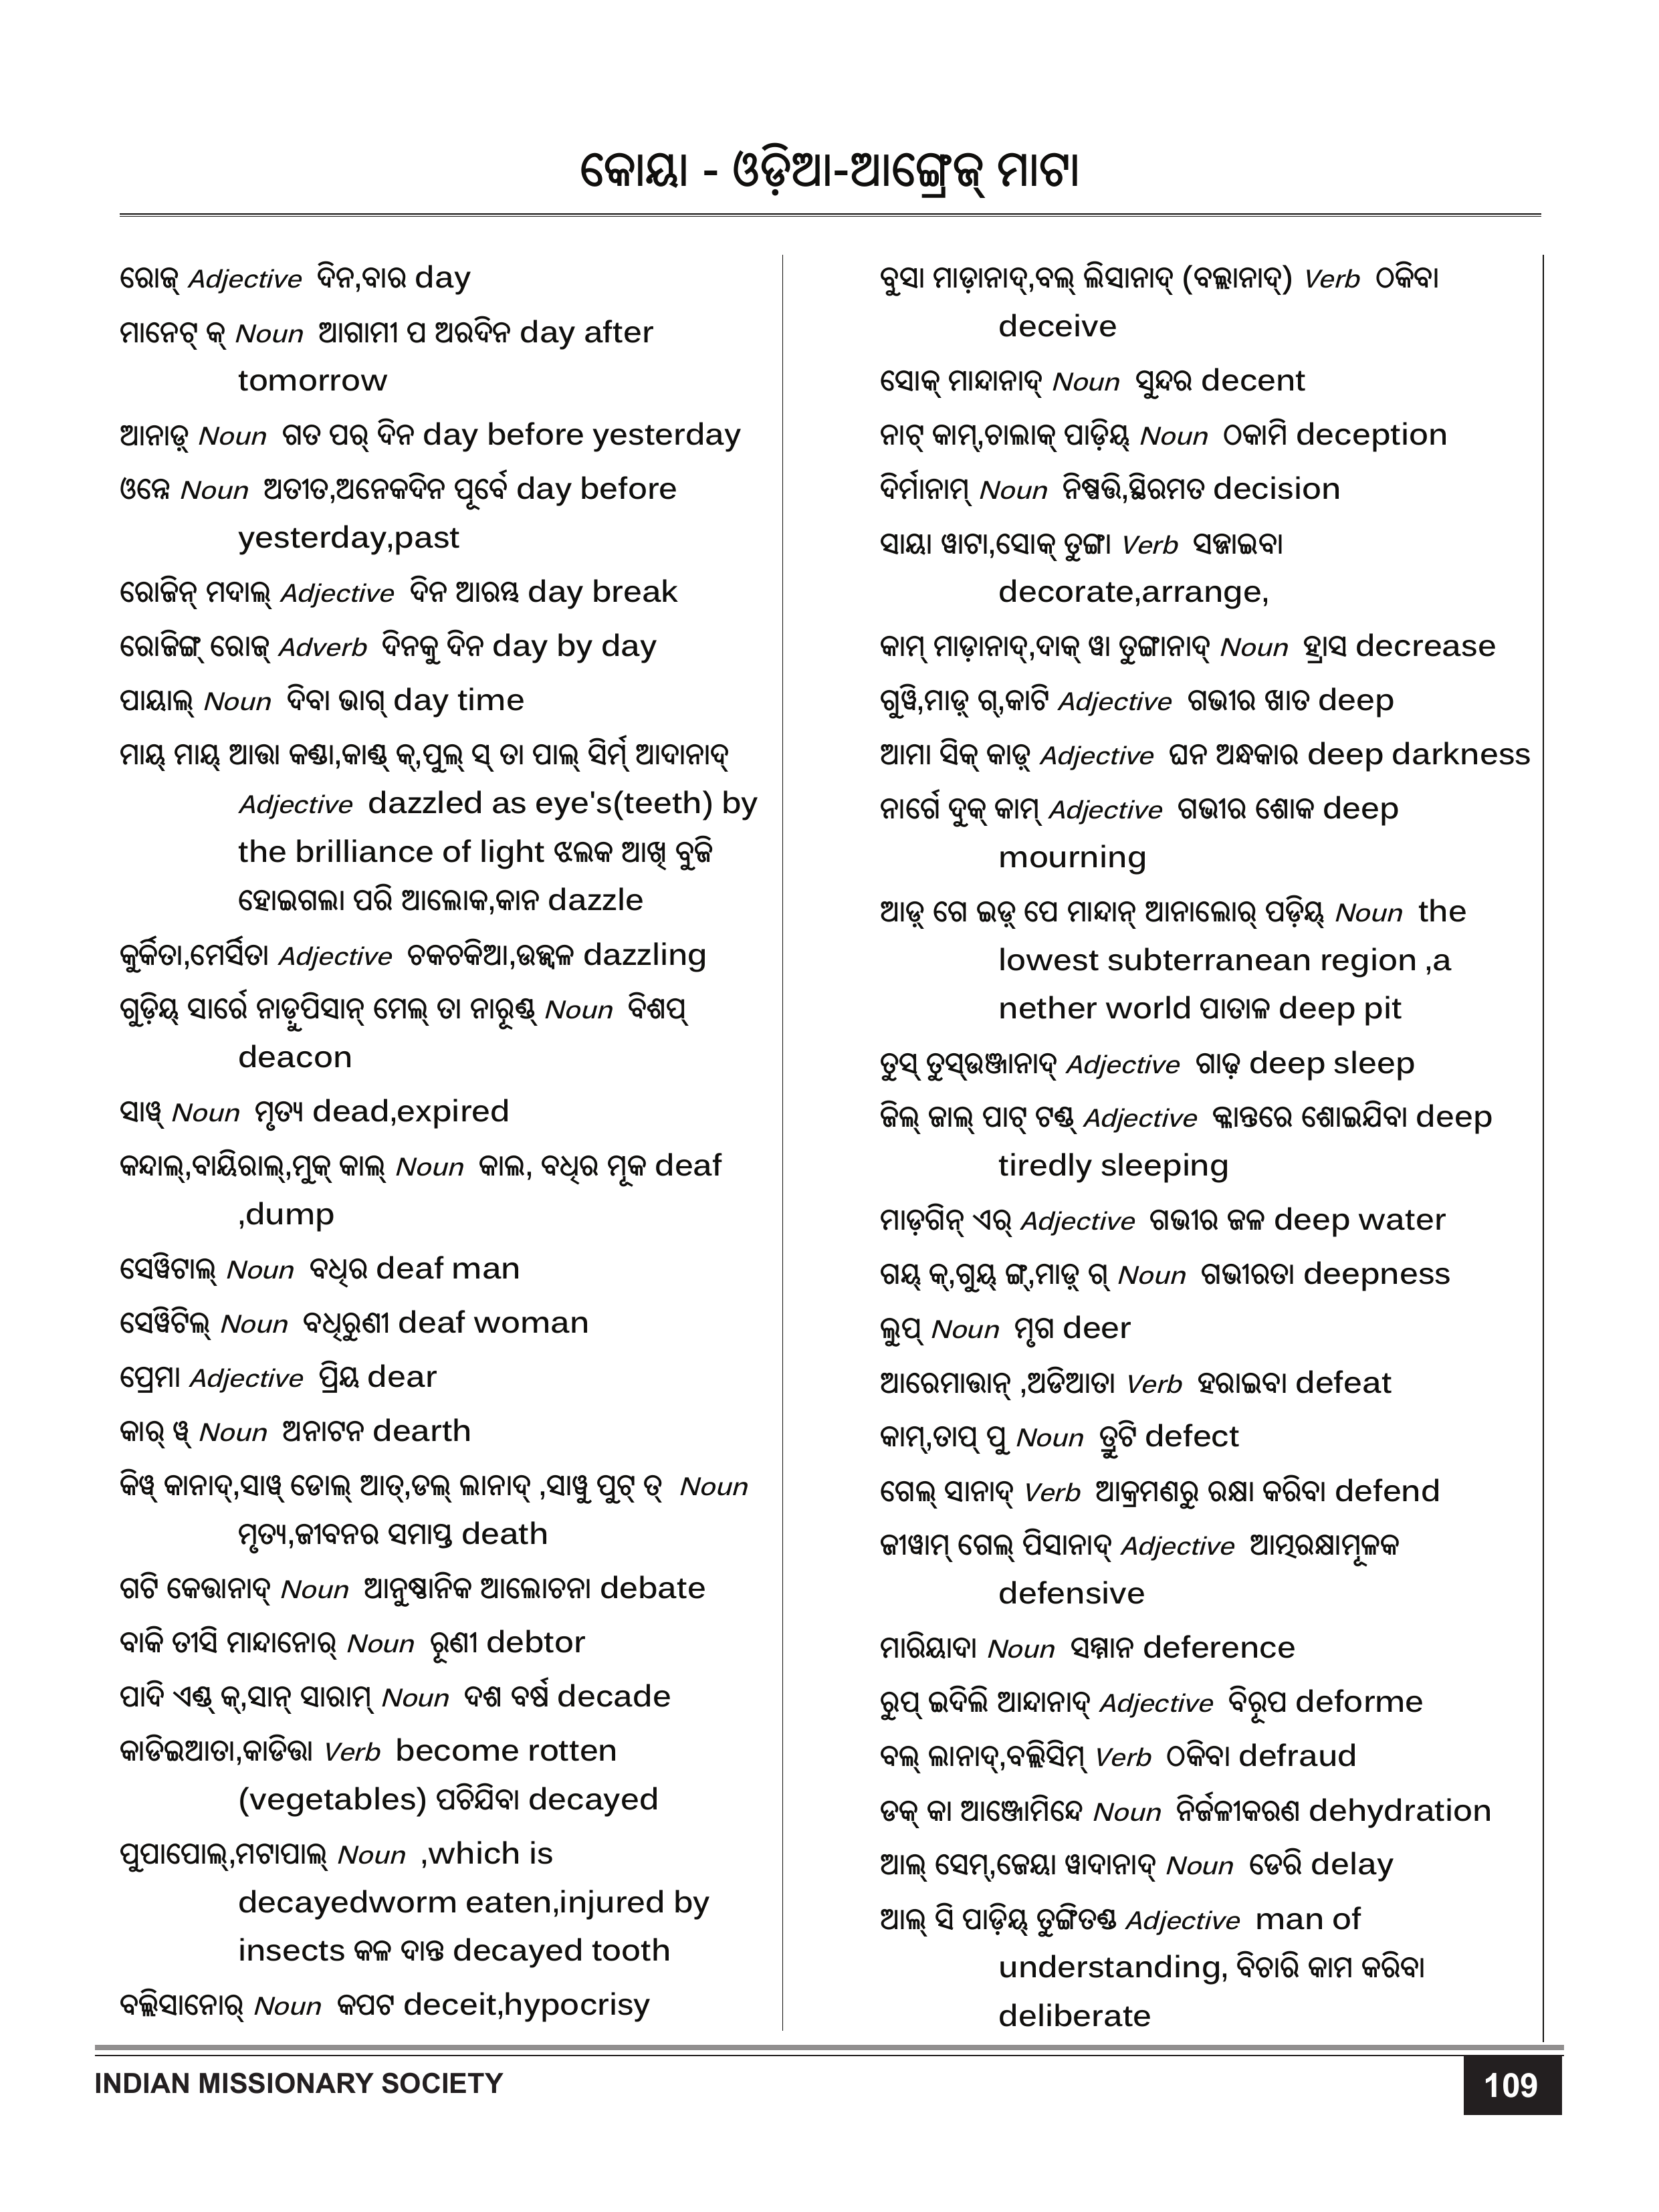 କୋୟା - ଓଡ଼ିଆ-ଆଙ୍ଗ୍ରେଜ୍ ମାଟା
ରୋଜ୍ Adjective ଦିନ,ବାର day
ମାନେଟ୍ କ୍ Noun ଆଗାମୀ ପ ଅରଦିନ day after
tomorrow
ଆନାଡ଼୍ Noun ଗତ ପର୍ ଦିନ day before yesterday
ଓନ୍ନେ Noun ଅତୀତ,ଅନେକଦିନ ପୂର୍ବେ day before
yesterday,past
ରୋଜିନ୍ ମଦାଲ୍ Adjective ଦିନ ଆରମ୍ଭ day break
ରୋଜିଙ୍ଗ୍ ରୋଜ୍ Adverb ଦିନକୁ ଦିନ day by day
ପାୟାଲ୍ Noun ଦିବା ଭାଗ୍ day time
ମାୟ୍ ମାୟ୍ ଆତ୍ତା କଣ୍ଡା,କାଣ୍ଡ୍ କ୍,ପୁଲ୍ ସ୍ ତା ପାଲ୍ ସିର୍ମ୍ ଆଦାନାଦ୍
Adjective dazzled as eye's(teeth) by
the brilliance of light ଝଲକ ଆଖି ବୁଜି
ହୋଇଗଲା ପରି ଆଲୋକ,କାନ dazzle
କୁର୍କିତା,ମେର୍ସିତା Adjective ଚକଚକିଆ,ଉଜ୍ଜ୍ୱଳ dazzling
ଗୁଡ଼ିୟ୍ ସାର୍ରେ ନାଡ଼ୁପିସାନ୍ ମେଲ୍ ତା ନାରୂଣ୍ଡ୍ Noun ବିଶପ୍
deacon
ସାୱ୍ Noun ମୃତ୍ୟ dead,expired
କନ୍ଦାଲ୍,ବାୟିରାଲ୍,ମୁକ୍ କାଲ୍ Noun କାଲ, ବଧିର ମୂକ deaf
,dump
ସେୱିଟାଲ୍ Noun ବଧିର deaf man
ସେୱିଟିଲ୍ Noun ବଧିରୁଣୀ deaf woman
ପ୍ରେମା Adjective ପ୍ରିୟ dear
କାର୍ ୱ୍ Noun ଅନାଟନ dearth
କିୱ୍ କାନାଦ୍,ସାୱ୍ ଡୋଲ୍ ଆତ୍,ଡଲ୍ ଲାନାଦ୍ ,ସାୱୁ ପୁଟ୍ ତ୍ Noun
ମୃତ୍ୟ,ଜୀବନର ସମାପ୍ତ death
ଗଟି କେତ୍ତାନାଦ୍ Noun ଆନୁଷ୍ଠାନିକ ଆଲୋଚନା debate
ବାକି ତୀସି ମାନ୍ଦାନୋର୍ Noun ରୂଣୀ debtor
ପାଦି ଏଣ୍ଡ୍ କ୍,ସାନ୍ ସାରାମ୍ Noun ଦଶ ବର୍ଷ decade
କାଡିଇଆତା,କାଡିତ୍ତା Verb become rotten
(vegetables) ପଚିଯିବା decayed
ପୁପାପୋଲ୍,ମଟାପାଲ୍ Noun ,which is
decayedworm eaten,injured by
insects କଳ ଦାନ୍ତ decayed tooth
ବଲ୍ଲିସାନୋର୍ Noun କପଟ deceit,hypocrisy
ବୁସା ମାଡ଼ାନାଦ୍,ବଲ୍ ଲିସାନାଦ୍ (ବଲ୍ଲାନାଦ୍) Verb ଠକିବା
deceive
ସୋକ୍ ମାନ୍ଦାନାଦ୍ Noun ସୁନ୍ଦର decent
ନାଟ୍ କାମ୍,ଚାଲାକ୍ ପାଡ଼ିୟ୍ Noun ଠକାମି deception
ଦିର୍ମାନାମ୍ Noun ନିଷ୍ପତ୍ତି,ସ୍ଥିରମତ decision
ସାୟା ୱାଟା,ସୋକ୍ ତୁଙ୍ଗା Verb ସଜ୍ଜାଇବା
decorate,arrange,
କାମ୍ ମାଡ଼ାନାଦ୍,ଦାକ୍ ୱା ତୁଙ୍ଗାନାଦ୍ Noun ହ୍ରାସ decrease
ଗୁୱି,ମାଡ଼୍ ଗ୍,କାଟି Adjective ଗଭୀର ଖାତ deep
ଆମା ସିକ୍ କାଡ଼୍ Adjective ଘନ ଅନ୍ଧକାର deep darkness
ନାର୍ଗେ ଦୁକ୍ କାମ୍ Adjective ଗଭୀର ଶୋକ deep
mourning
ଆଡ଼୍ ଗେ ଇଡ଼୍ ପେ ମାନ୍ଦାନ୍ ଆନାଲୋର୍ ପଡ଼ିୟ୍ Noun the
lowest subterranean region ,a
nether world ପାତାଳ deep pit
ତୁସ୍ ତୁସ୍ଉଞ୍ଜାନାଦ୍ Adjective ଗାଢ଼ deep sleep
ଜିଲ୍ ଜାଲ୍ ପାଟ୍ ଟଣ୍ଡ୍ Adjective କ୍ଳାନ୍ତରେ ଶୋଇଯିବା deep
tiredly sleeping
ମାଡ଼ଗିନ୍ ଏର୍ Adjective ଗଭୀର ଜଳ deep water
ଗୟ୍ କ୍,ଗୁୟ୍ ଙ୍ଗ୍,ମାଡ଼୍ ଗ୍ Noun ଗଭୀରତା deepness
ଲୁପ୍ Noun ମୃଗ deer
ଆରେମାତ୍ତାନ୍ ,ଅଡିଆତା Verb ହରାଇବା defeat
କାମ୍,ତାପ୍ ପୁ Noun ତ୍ରୁଟି defect
ଗେଲ୍ ସାନାଦ୍ Verb ଆକ୍ରମଣରୁ ରକ୍ଷା କରିବା defend
ଜୀୱାମ୍ ଗେଲ୍ ପିସାନାଦ୍ Adjective ଆତ୍ମରକ୍ଷାମୂଳକ
defensive
ମାରିୟାଦା Noun ସମ୍ମାନ deference
ରୁପ୍ ଇଦିଲି ଆନ୍ଦାନାଦ୍ Adjective ବିରୂପ deforme
ବଲ୍ ଲାନାଦ୍,ବଲ୍ଲିସିମ୍ Verb ଠକିବା defraud
ଡକ୍ କା ଆଞ୍ଜୋମିନ୍ଦେ Noun ନିର୍ଜଳୀକରଣ dehydration
ଆଲ୍ ସେମ୍,ଜେୟା ୱାଦାନାଦ୍ Noun ଡେରି delay
ଆଲ୍ ସି ପାଡ଼ିୟ୍ ତୁଙ୍ଗିତଣ୍ଡ Adjective man of
understanding, ବିଚାରି କାମ କରିବା
deliberate
INDIAN MISSIONARY SOCIETY
109